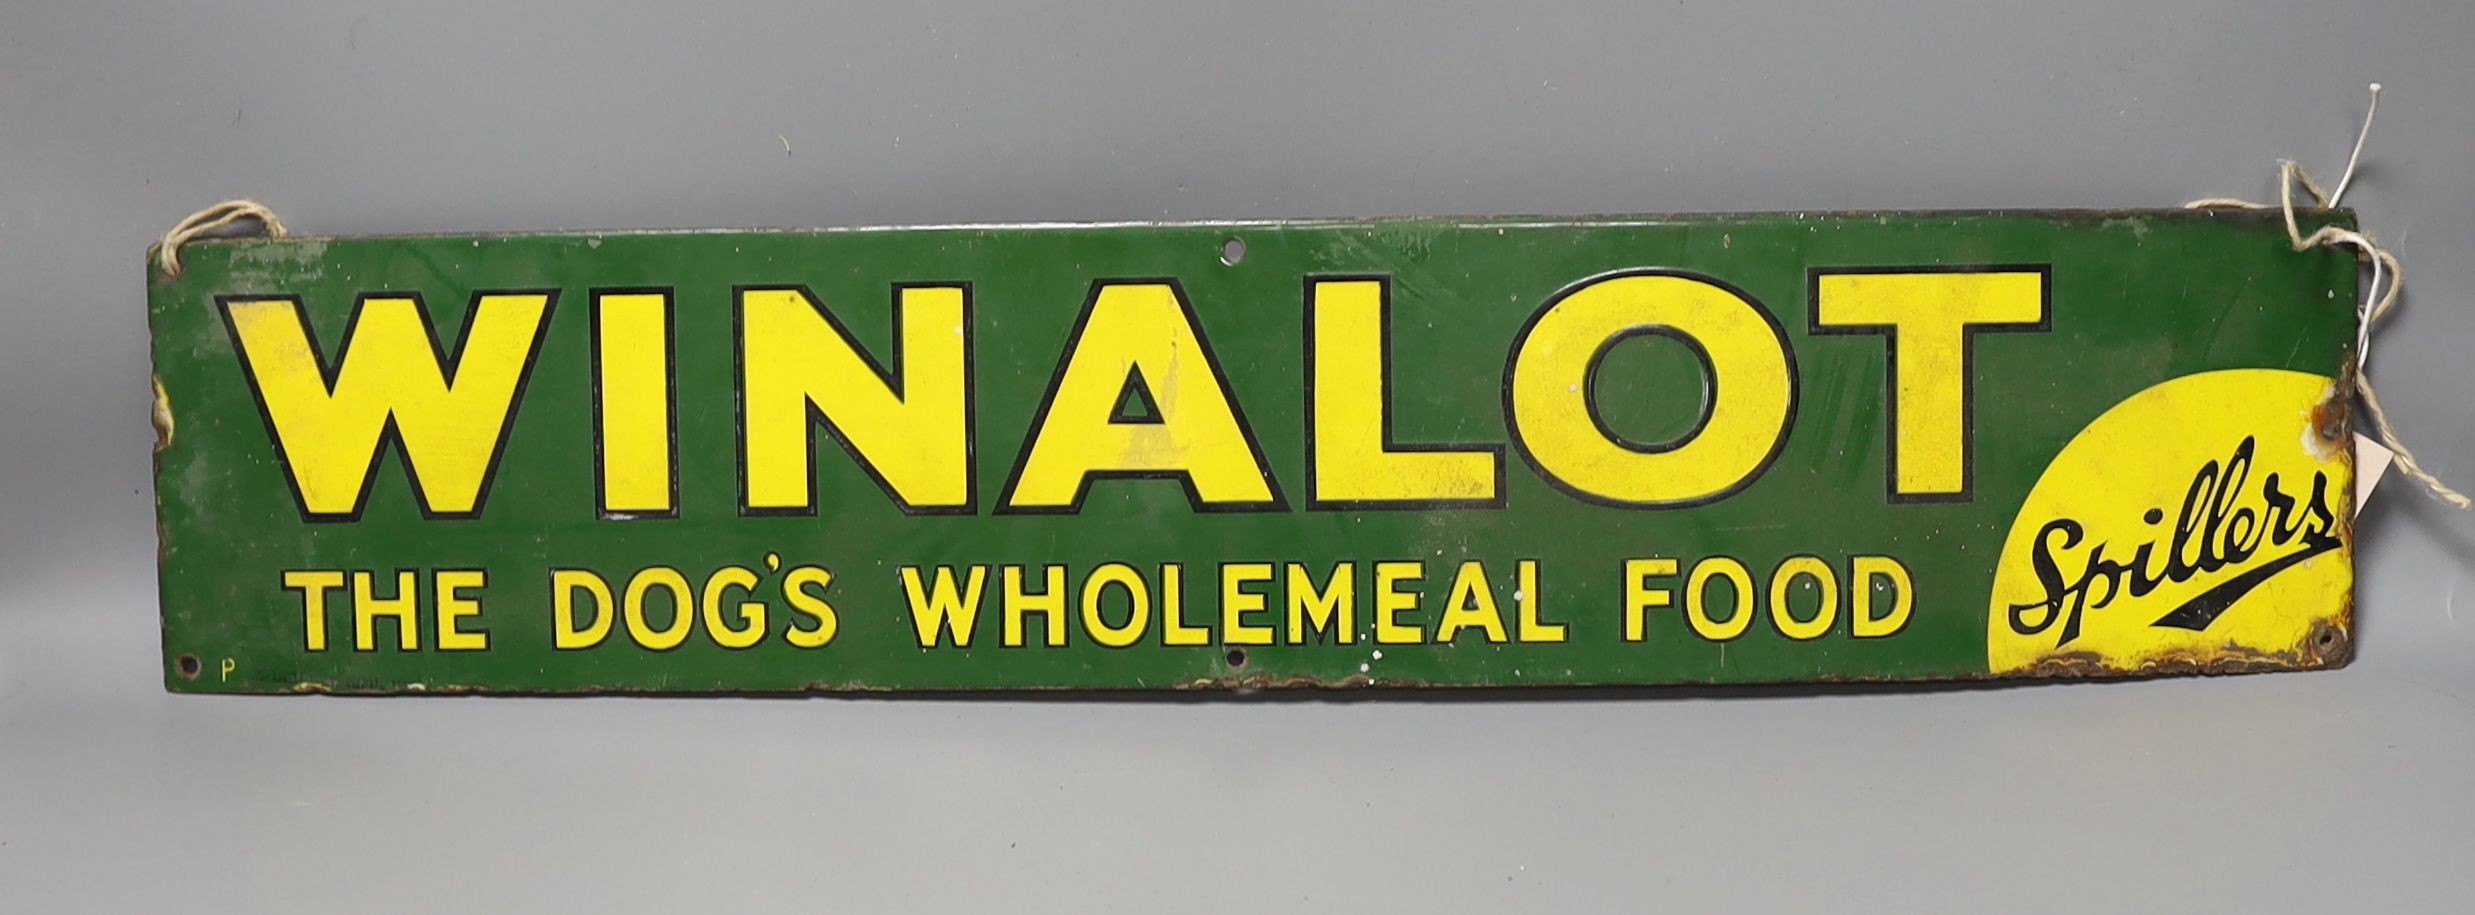 WINALOT
THE DOG'S WHOLEMEAL FOOD
Spillers
P